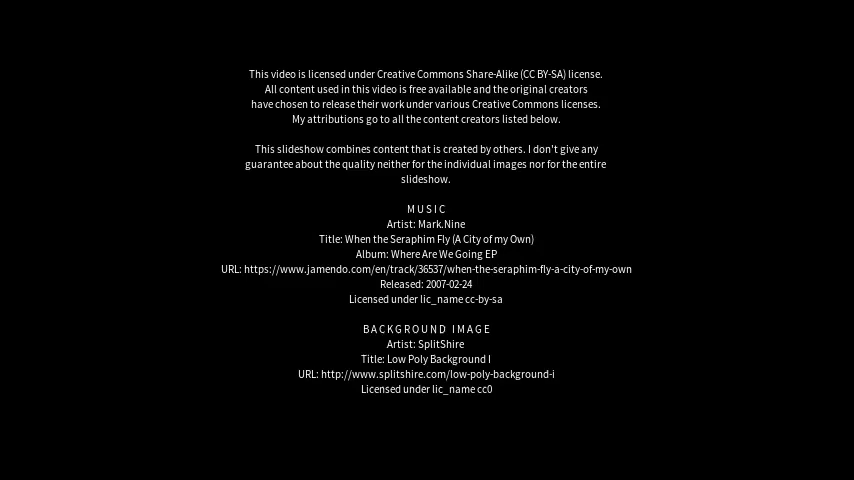 This video is licensed under Creative Commons Share-Alike (CC BY-SA) license.
All content used in this video is free available and the original creators
have chosen to release their work under various Creative Commons licenses.
My attributions go to all the content creators listed below.
This slideshow combines content that is created by others. I don't give any
guarantee about the quality neither for the individual images nor for the entire
slideshow.
MUSIC
Artist: Mark.Nine
Title: When the Seraphim Fly (A City of my Own)
Album: Where Are We Going EP
URL: https://www.jamendo.com/en/track/36537/when-the-seraphim-fly-a-city-of-my-own
Released: 2007-02-24
Licensed under lic_name cc-by-sa
BACKGROUND IMAGE
Artist: SplitShire
Title: Low Poly Background I
URL: http://www.splitshire.com/low-poly-background-i
Licensed under lic_name cc0